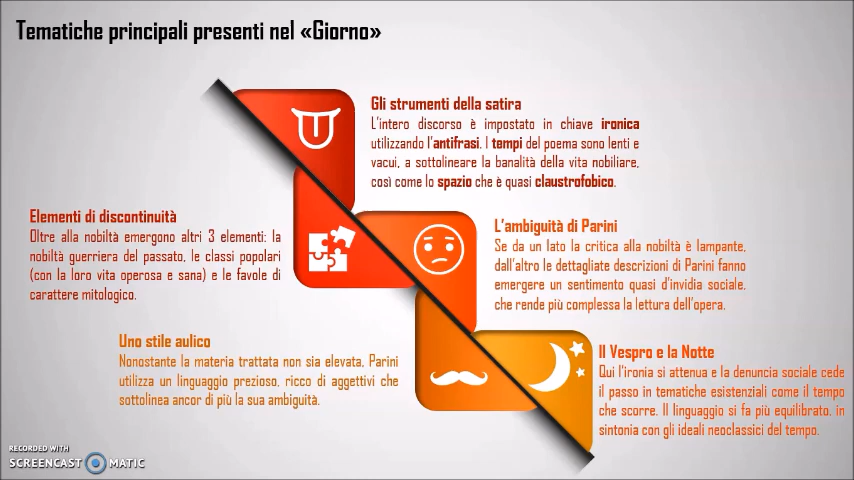 Tematiche principali presenti nel «Giorno»
Gli strumenti della satira
L'intero discorso è impostato in chiave ironica
utilizzando l'antifrasi. I tempi del poema sono lenti e
vacui, a sottolineare la banalità della vita nobiliare,
così come lo spazio che è quasi claustrofobico.
Elementi di discontinuità
Oltre alla nobiltà emergono altri 3 elementi: la
nobiltà guerriera del passato, le classi popolari
(con la loro vita operosa e sana) e le favole di
carattere mitologico.
L'ambiguità di Parini
Se da un lato la critica alla nobiltà è lampante,
dall'altro le dettagliate descrizioni di Parini fanno
emergere un sentimento quasi d'invidia sociale,
che rende più complessa la lettura dell'opera.
Uno stile aulico
Nonostante la materia trattata non sia elevata, Parini
utilizza un linguaggio prezioso, ricco di aggettivi che
sottolinea ancor di più la sua ambiguità.
Il Vespro e la Notte
Qui l'ironia si attenua e la denuncia sociale cede
il passo in tematiche esistenziali come il tempo
che scorre. Il linguaggio si fa più equilibrato, in
sintonia con gli ideali neoclassici del tempo.
RECORDED WITH
SCREENCAST MATIC